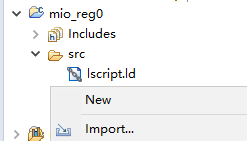 mio_reg0
Includes
src
lscript.ld
New
Import...